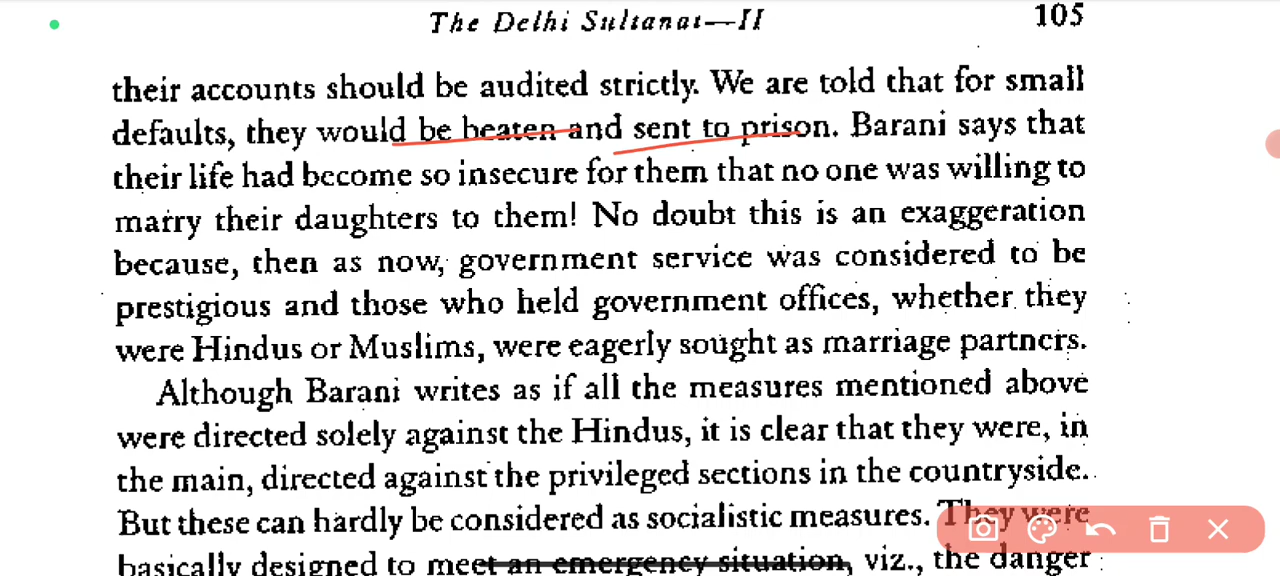 The Delhi Sultanat—II 105
their accounts should be audited strictly. We are told that for small
defaults, they would be beaten and sent to prison. Barani says that
their life had become so insecure for them that no one was willing to
marry their daughters to them! No doubt this is an exaggeration
because, then as now, government service was considered to be
prestigious and those who held government offices, whether they
were Hindus or Muslims, were eagerly sought as marriage partners.
Although Barani writes as if all the measures mentioned above
were directed solely against the Hindus, it is clear that they were, in
the main, directed against the privileged sections in the countryside.
But these can hardly be considered as socialistic measures. They were
basically designed to meet an emergency situation, viz., the danger